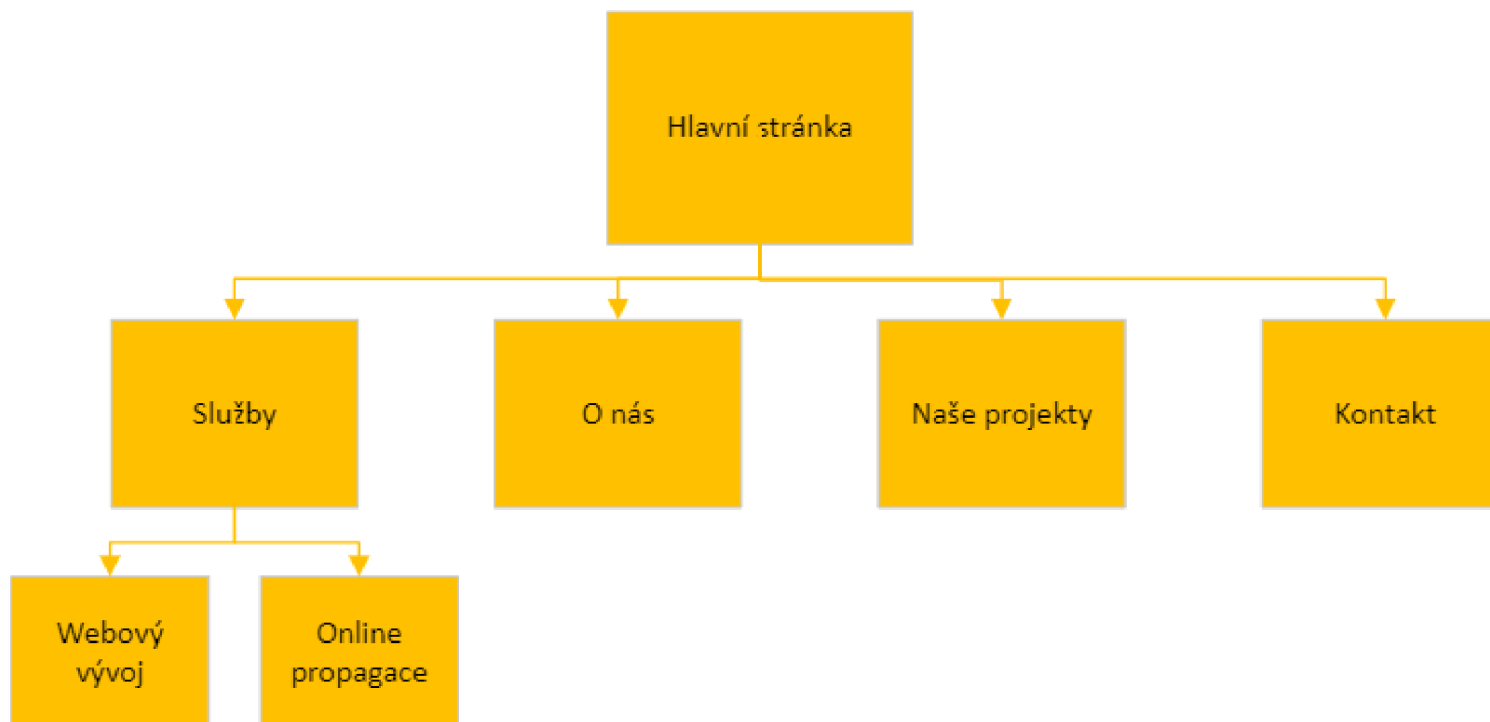 Hlavní stránka
Služby
O nás
Naše projekty
Kontakt
Webový
vývoj
Online
propagace